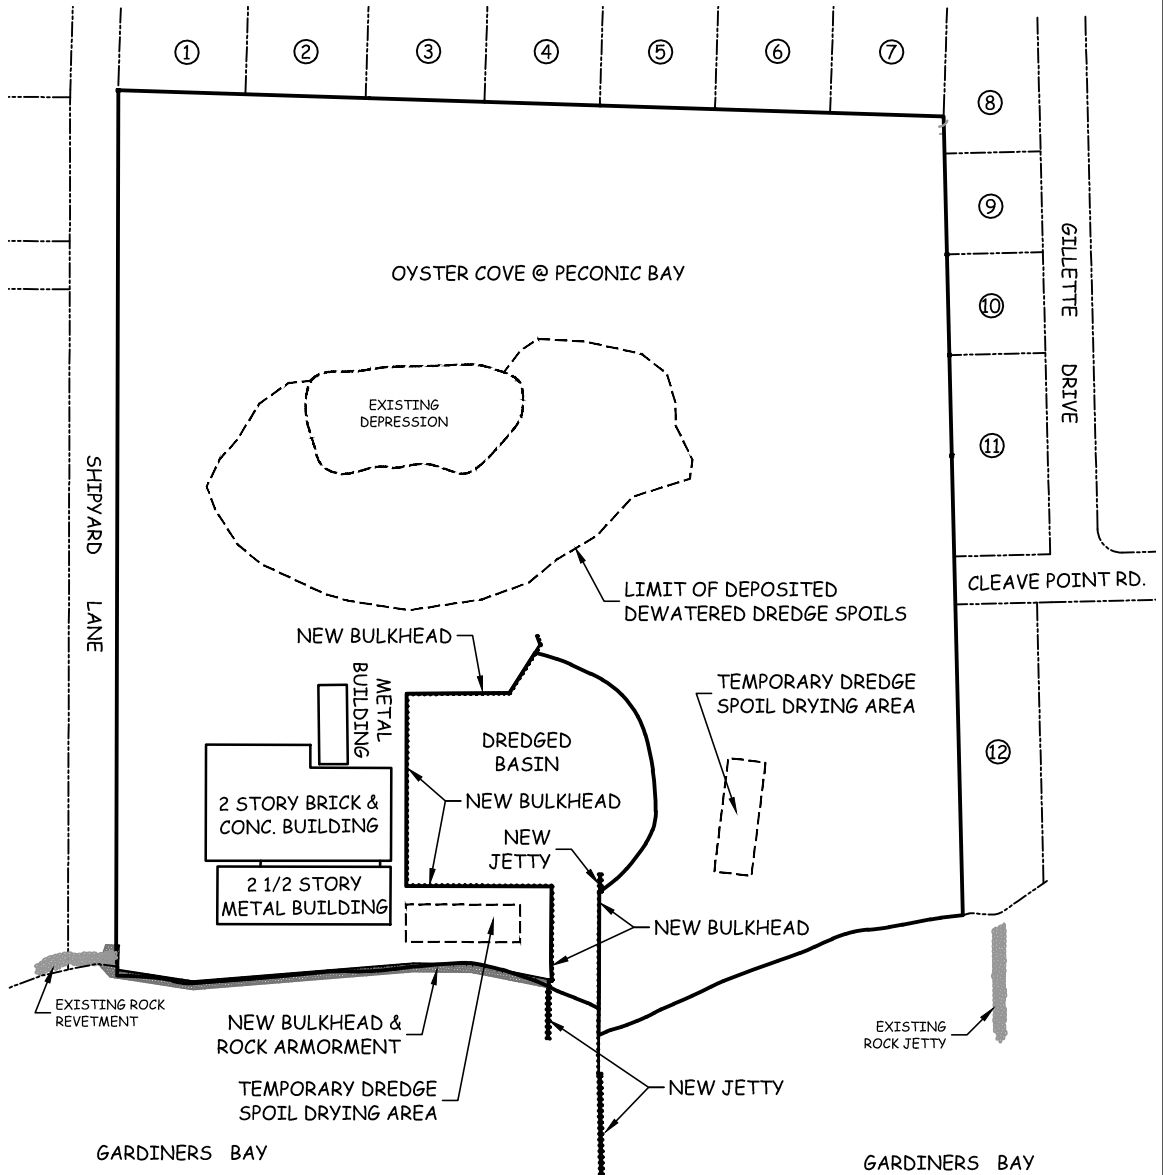 1 2 3 4 5 6 7
8
9
10
11
12
GILLETTE DRIVE
OYSTER COVE @ PECONIC BAY
EXISTING
DEPRESSION
SHIPYARD LANE
CLEAVE POINT RD.
LIMIT OF DEPOSITED
DEWATERED DREDGE SPOILS
NEW BULKHEAD
METAL
BUILDING
TEMPORARY DREDGE
SPOIL DRYING AREA
DREDGED
BASIN
2 STORY BRICK &
CONC. BUILDING
NEW BULKHEAD
NEW
JETTY
2 1/2 STORY
METAL BUILDING
NEW BULKHEAD
EXISTING ROCK
REVETMENT
NEW BULKHEAD &
ROCK ARMORMENT
EXISTING
ROCK JETTY
TEMPORARY DREDGE
SPOIL DRYING AREA
NEW JETTY
GARDINERS BAY
GARDINERS BAY